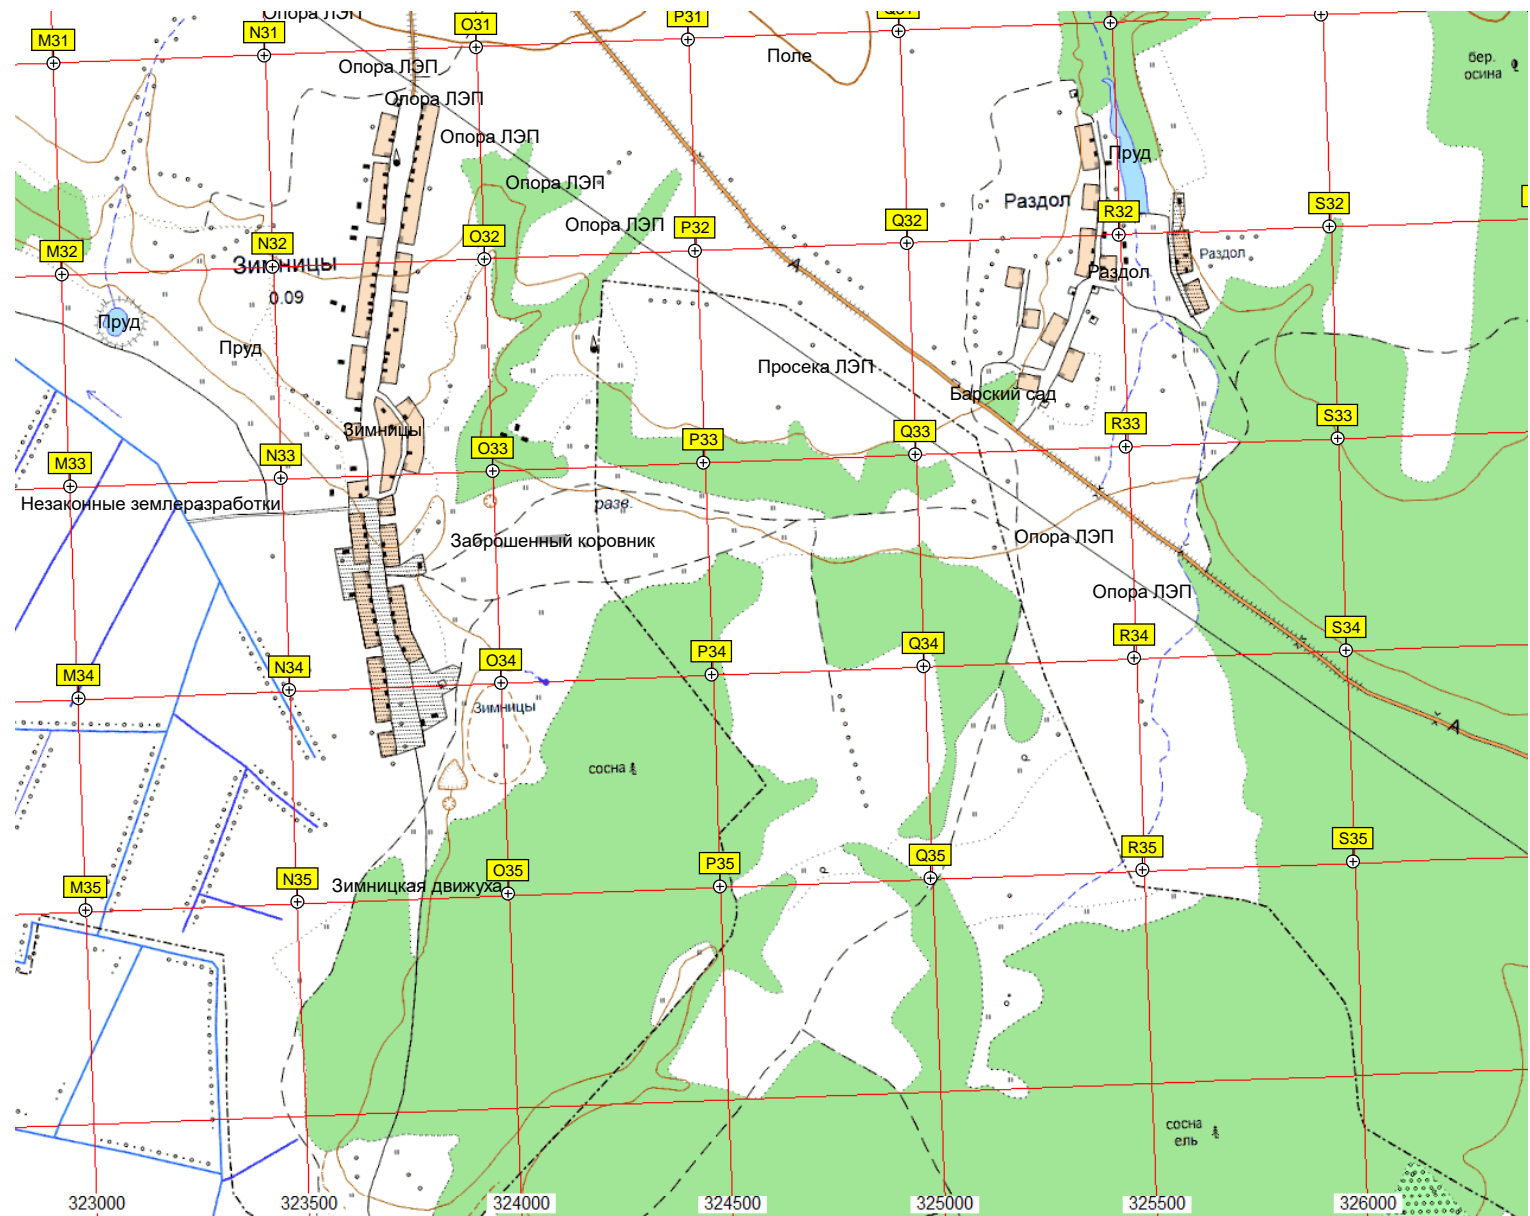 Опора ЛЭП
P31
O31
N31
M31
Поле
бер.
осина
Опора ЛЭП
Опора ЛЭП
Опора ЛЭП
Пруд
Опора ЛЭП
Раздол
S32
R32
Опора ЛЭП
Q32
P32
O32
N32
M32
Раздол
Зимницы
А
Раздол
0.09
Пруд
Пруд
Просека ЛЭП
Барский сад
S33
R33
Q33
Зимницы
P33
O33
N33
M33
Незаконные землеразработки
разв.
Опора ЛЭП
Заброшенный коровник
Опора ЛЭП
S34
R34
Q34
P34
O34
N34
M34
Зимницы
А
сосна
S35
R35
Q35
P35
O35
N35
M35
Зимницкая движуха
сосна
ель
323000
323500
324000
324500
325000
325500
326000